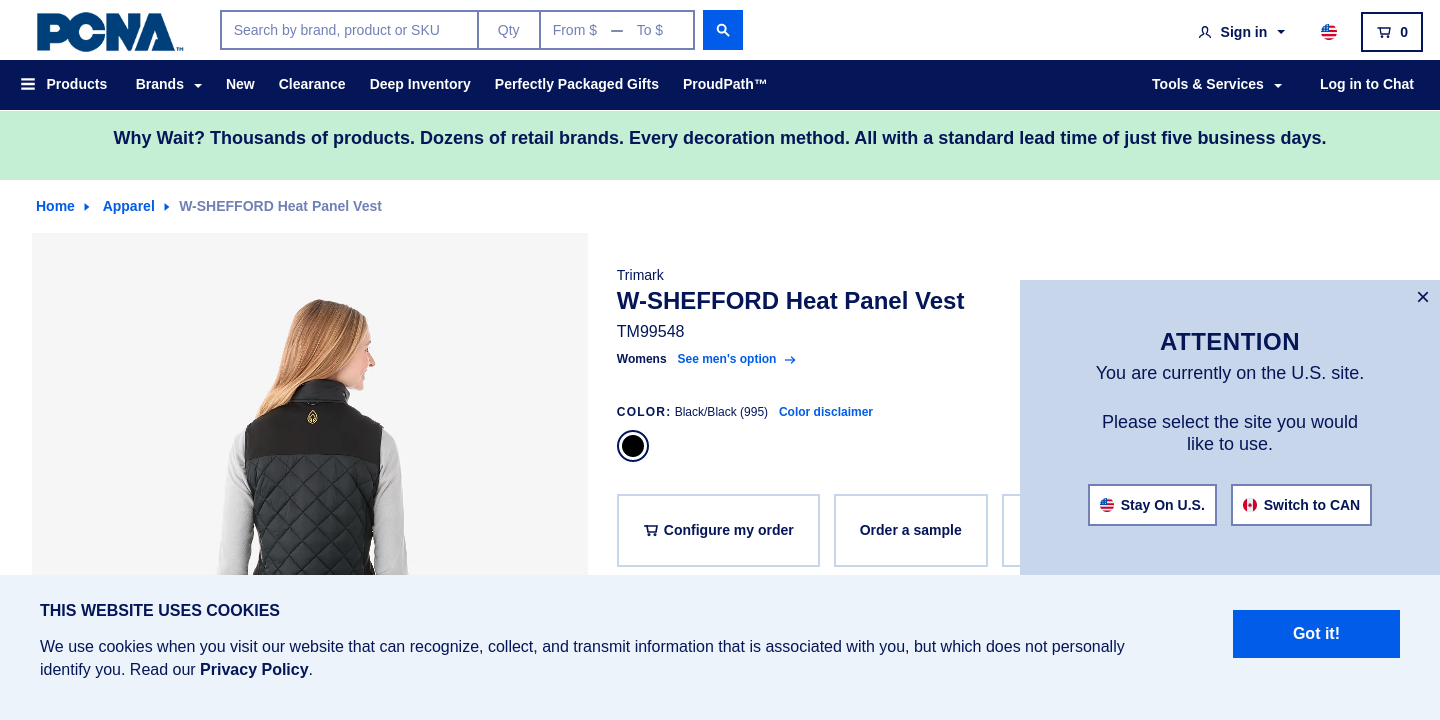 PCNA™
Search by brand, product or SKU
Qty
From $ — To $
Sign in
0
Products
Brands
New
Clearance
Deep Inventory
Perfectly Packaged Gifts
ProudPath™
Tools & Services
Log in to Chat
Why Wait? Thousands of products. Dozens of retail brands. Every decoration method. All with a standard lead time of just five business days.
Home
Apparel
W-SHEFFORD Heat Panel Vest
Trimark
W-SHEFFORD Heat Panel Vest
TM99548
Womens See men's option
COLOR: Black/Black (995) Color disclaimer
Configure my order
Order a sample
ATTENTION
You are currently on the U.S. site.
Please select the site you would
like to use.
Stay On U.S.
Switch to CAN
THIS WEBSITE USES COOKIES
We use cookies when you visit our website that can recognize, collect, and transmit information that is associated with you, but which does not personally
identify you. Read our Privacy Policy.
Got it!